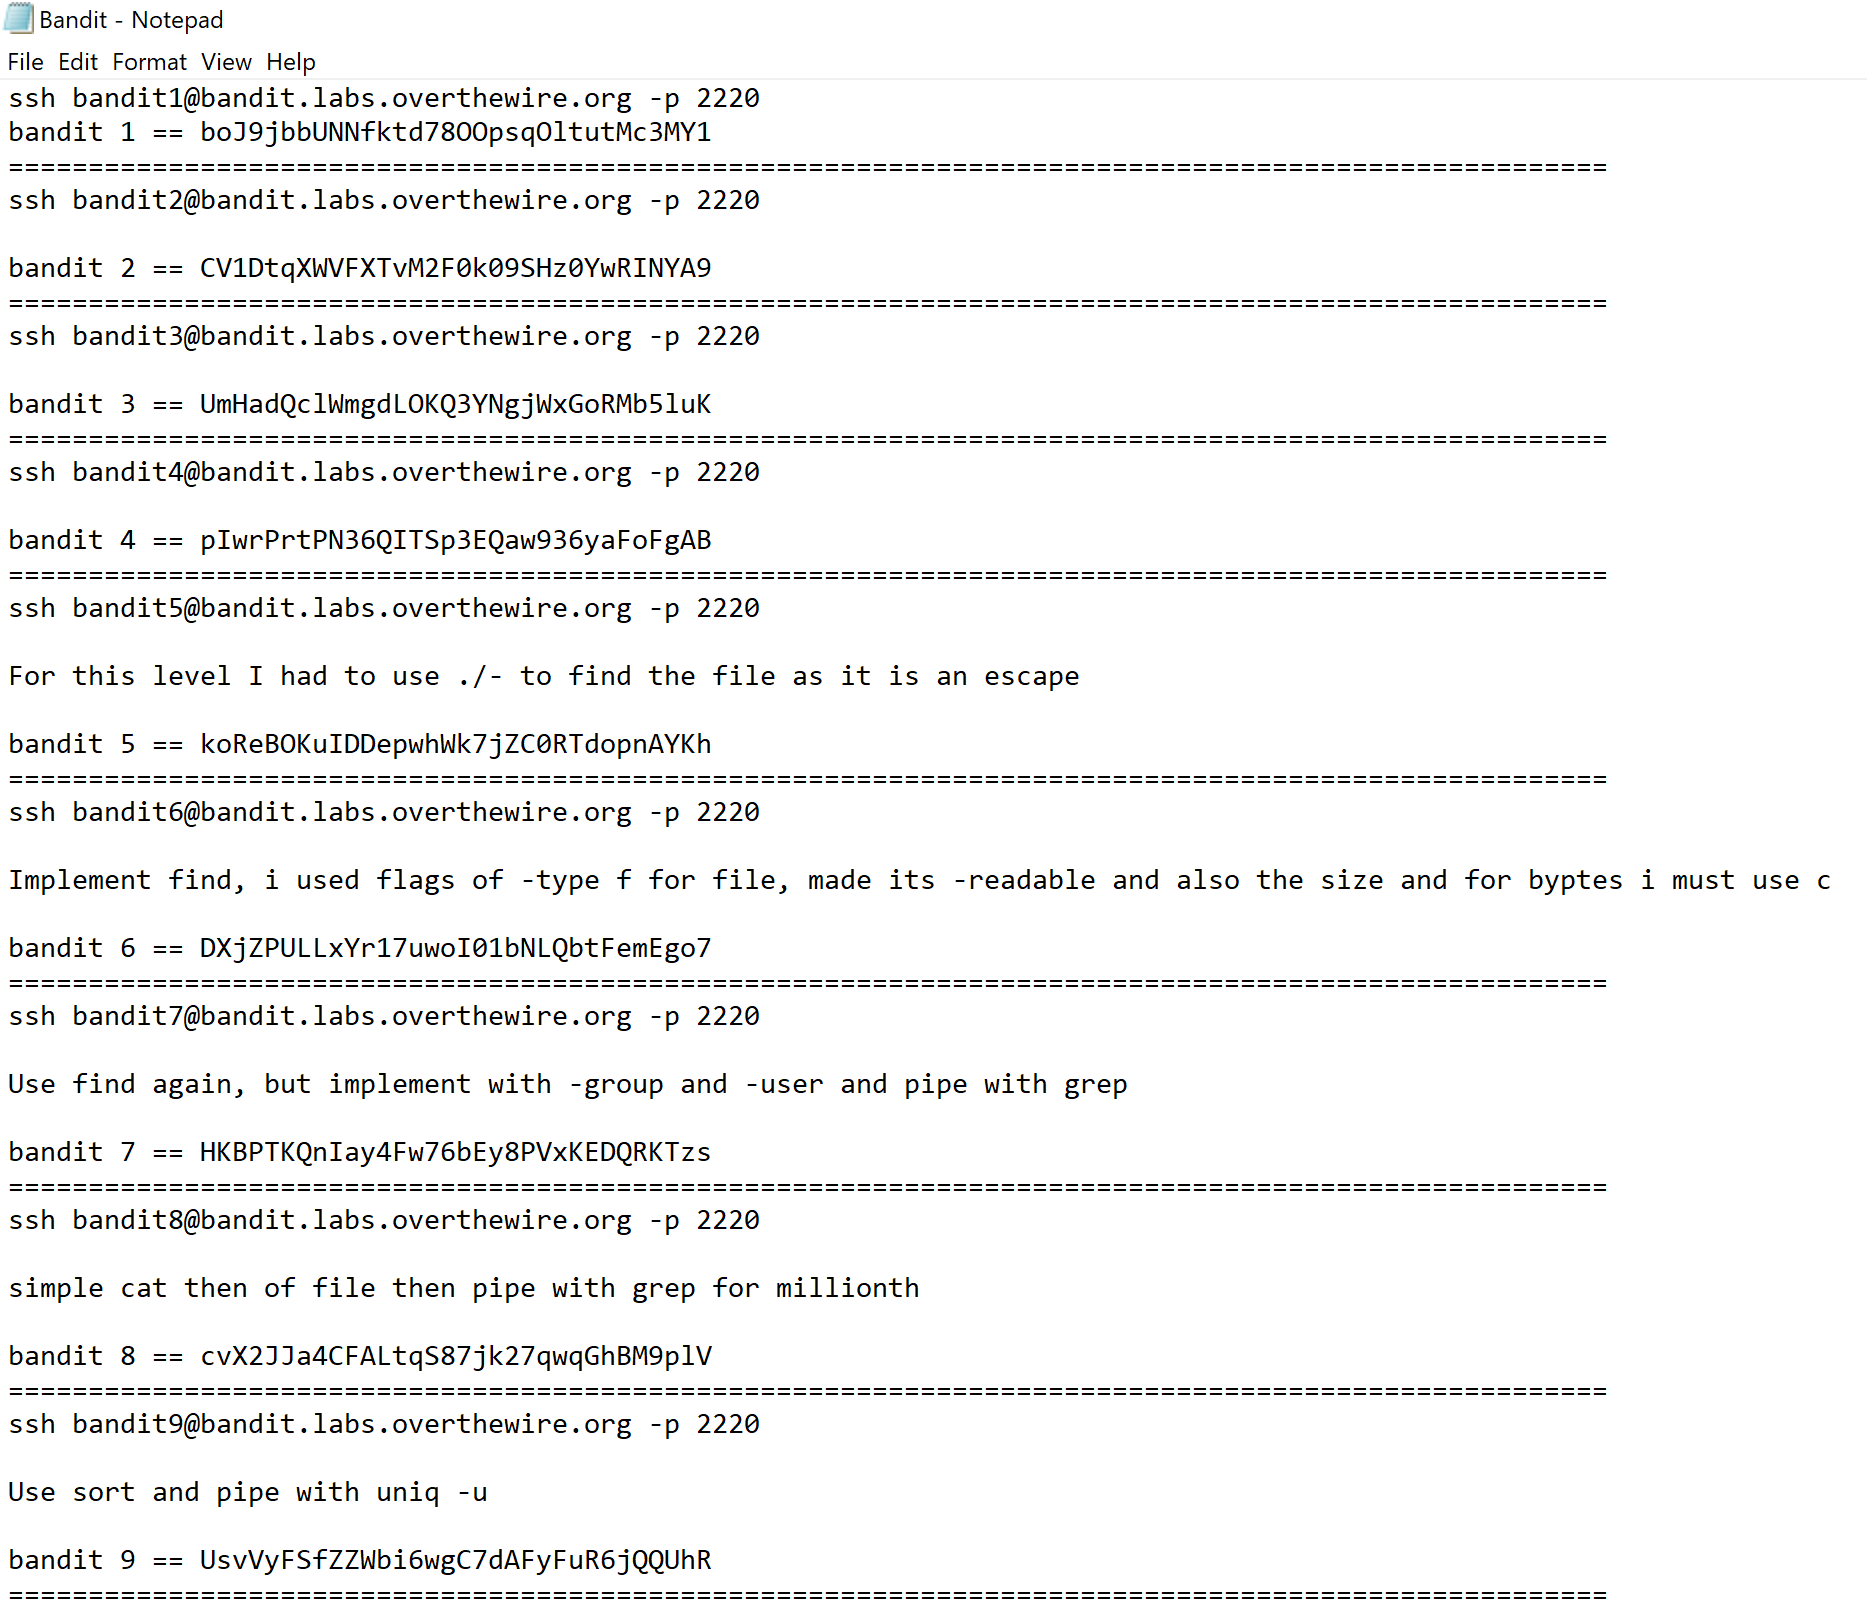 Bandit - Notepad
File Edit Format View Help
ssh bandit1@bandit.labs.overthewire.org -p 2220
bandit 1 == boJ9jbbUNNfktd78OOpsqOltutMc3MY1
====================================================================================================
ssh bandit2@bandit.labs.overthewire.org -p 2220
bandit 2 == CV1DtqXWVFXTvM2F0k09SHz0YwRINYA9
====================================================================================================
ssh bandit3@bandit.labs.overthewire.org -p 2220
bandit 3 == UmHadQclWmgdLOKQ3YNgjWxGoRMb5luK
====================================================================================================
ssh bandit4@bandit.labs.overthewire.org -p 2220
bandit 4 == pIwrPrtPN36QITSp3EQaw936yaFoFgAB
====================================================================================================
ssh bandit5@bandit.labs.overthewire.org -p 2220
For this level I had to use ./- to find the file as it is an escape
bandit 5 == koReBOKuIDDepwhWk7jZC0RTdopnAYKh
====================================================================================================
ssh bandit6@bandit.labs.overthewire.org -p 2220
Implement find, i used flags of -type f for file, made its -readable and also the size and for byptes i must use c
bandit 6 == DXjZPULLxYr17uwoI01bNLQbtFemEgo7
====================================================================================================
ssh bandit7@bandit.labs.overthewire.org -p 2220
Use find again, but implement with -group and -user and pipe with grep
bandit 7 == HKBPTKQnIay4Fw76bEy8PVxKEDQRKTzs
====================================================================================================
ssh bandit8@bandit.labs.overthewire.org -p 2220
simple cat then of file then pipe with grep for millionth
bandit 8 == cvX2JJa4CFALtqS87jk27qwqGhBM9plV
====================================================================================================
ssh bandit9@bandit.labs.overthewire.org -p 2220
Use sort and pipe with uniq -u
bandit 9 == UsvVyFSfZZWbi6wgC7dAFyFuR6jQQUhR
====================================================================================================